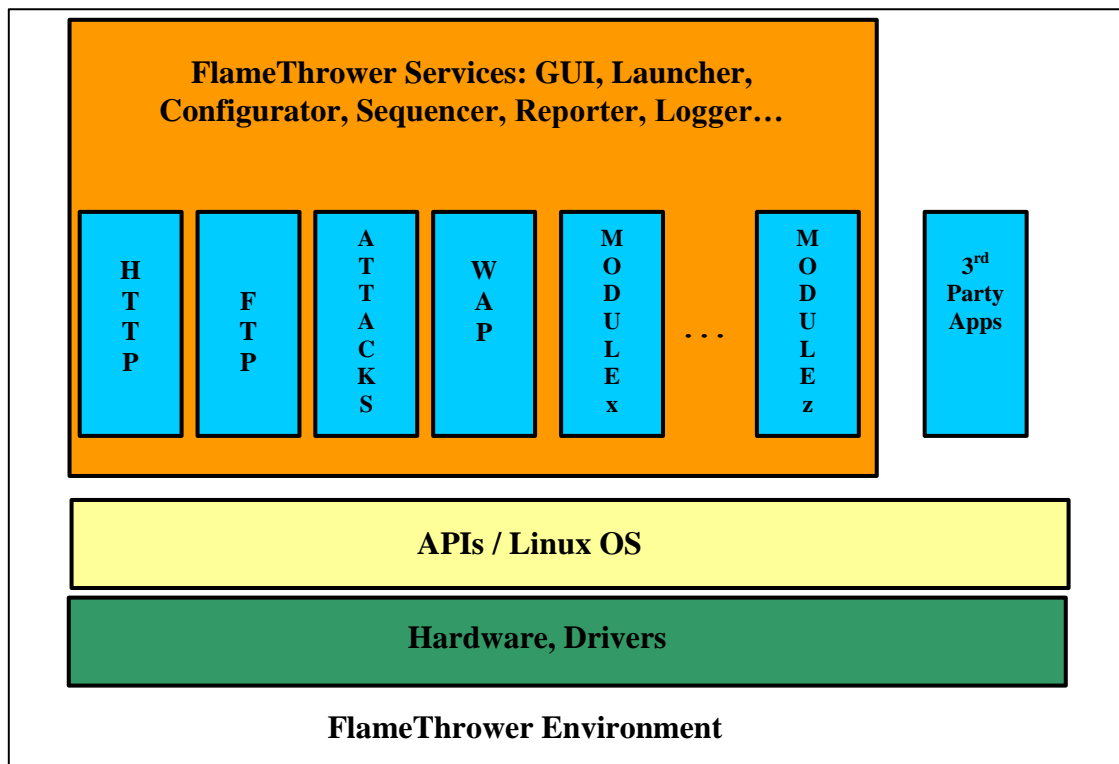 FlameThrower Services: GUI, Launcher,
Configurator, Sequencer, Reporter, Logger…
HTTP
FTP
ATTACKS
WAP
MODULEx
. . .
MODULEz
3rd
Party
Apps
APIs / Linux OS
Hardware, Drivers
FlameThrower Environment